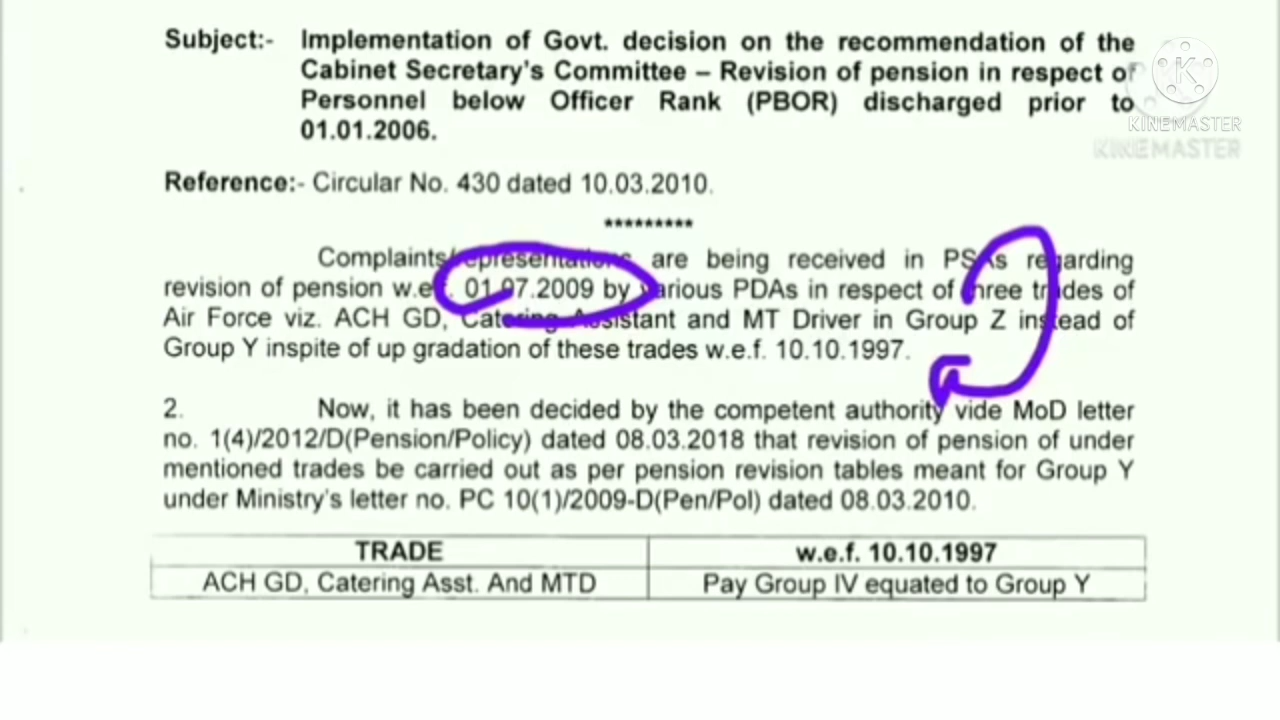 Subject:- Implementation of Govt. decision on the recommendation of the
Cabinet Secretary's Committee – Revision of pension in respect of
Personnel below Officer Rank (PBOR) discharged prior to
01.01.2006.
KINEMASTER
KINEMASTER
Reference:- Circular No. 430 dated 10.03.2010.
*********
Complaints/representations are being received in PSAs regarding
revision of pension w.e.f. 01.07.2009 by various PDAs in respect of three trades of
Air Force viz. ACH GD, Catering Assistant and MT Driver in Group Z instead of
Group Y inspite of up gradation of these trades w.e.f. 10.10.1997.
2. Now, it has been decided by the competent authority vide MoD letter
no. 1(4)/2012/D(Pension/Policy) dated 08.03.2018 that revision of pension of under
mentioned trades be carried out as per pension revision tables meant for Group Y
under Ministry's letter no. PC 10(1)/2009-D(Pen/Pol) dated 08.03.2010.
TRADE w.e.f. 10.10.1997
ACH GD, Catering Asst. And MTD Pay Group IV equated to Group Y